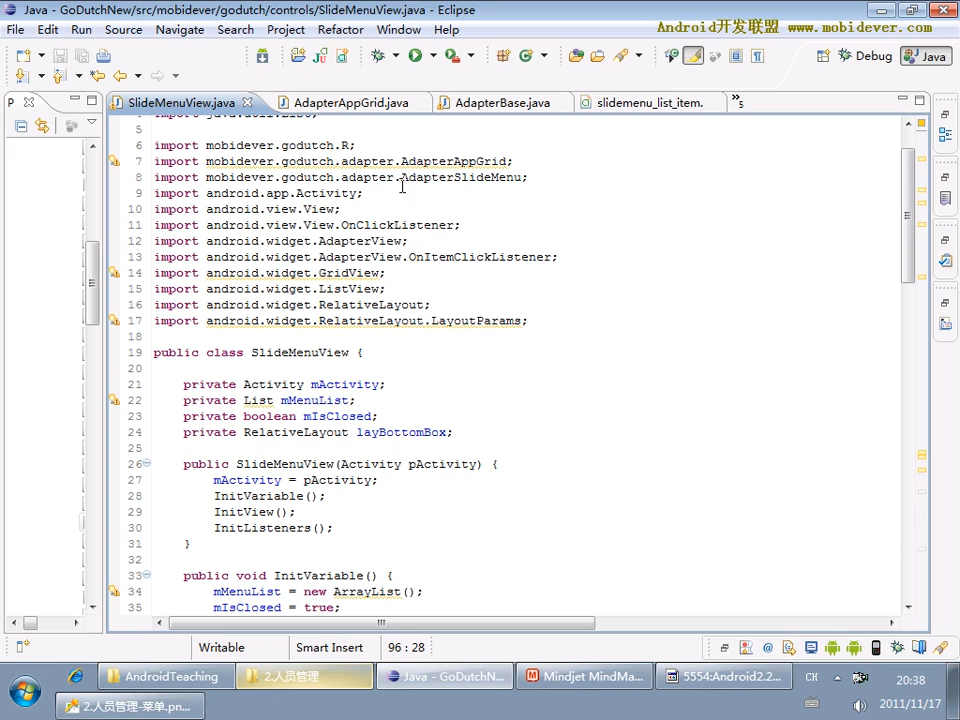 Java - GoDutchNew/src/mobidever/godutch/controls/SlideMenuView.java - Eclipse
File Edit Run Source Navigate Search Project Refactor Window Help
Android开发联盟 www.mobidever.com
Debug Java
P SlideMenuView.java AdapterAppGrid.java AdapterBase.java slidemenu_list_item. »5
5
6 import mobidever.godutch.R;
7 import mobidever.godutch.adapter.AdapterAppGrid;
8 import mobidever.godutch.adapter.AdapterSlideMenu;
9 import android.app.Activity;
10 import android.view.View;
11 import android.view.View.OnClickListener;
12 import android.widget.AdapterView;
13 import android.widget.AdapterView.OnItemClickListener;
14 import android.widget.GridView;
15 import android.widget.ListView;
16 import android.widget.RelativeLayout;
17 import android.widget.RelativeLayout.LayoutParams;
18
19 public class SlideMenuView {
20
21 private Activity mActivity;
22 private List mMenuList;
23 private boolean mIsClosed;
24 private RelativeLayout layBottomBox;
25
26 public SlideMenuView(Activity pActivity) {
27 mActivity = pActivity;
28 InitVariable();
29 InitView();
30 InitListeners();
31 }
32
33 public void InitVariable() {
34 mMenuList = new ArrayList();
35 mIsClosed = true;
Writable Smart Insert 96 : 28
AndroidTeaching 2.人员管理 Java - GoDutchN... Mindjet MindMa... 5554:Android2.2... CH 20:38
2.人员管理-菜单.pn... 2011/11/17